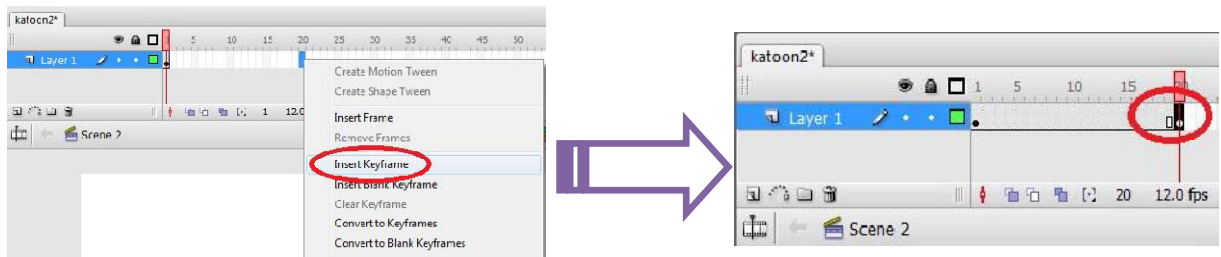 katocn2*
5 10 15 20 25 30 35 40 45 50
Layer 1
1 12.0
Scene 2
Create Motion Tween
Create Shape Tween
Insert Frame
Remove Frames
Insert Keyframe
Insert Blank Keyframe
Clear Keyframe
Convert to Keyframes
Convert to Blank Keyframes
katoon2*
1 5 10 15
Layer 1
20 12.0 fps
Scene 2